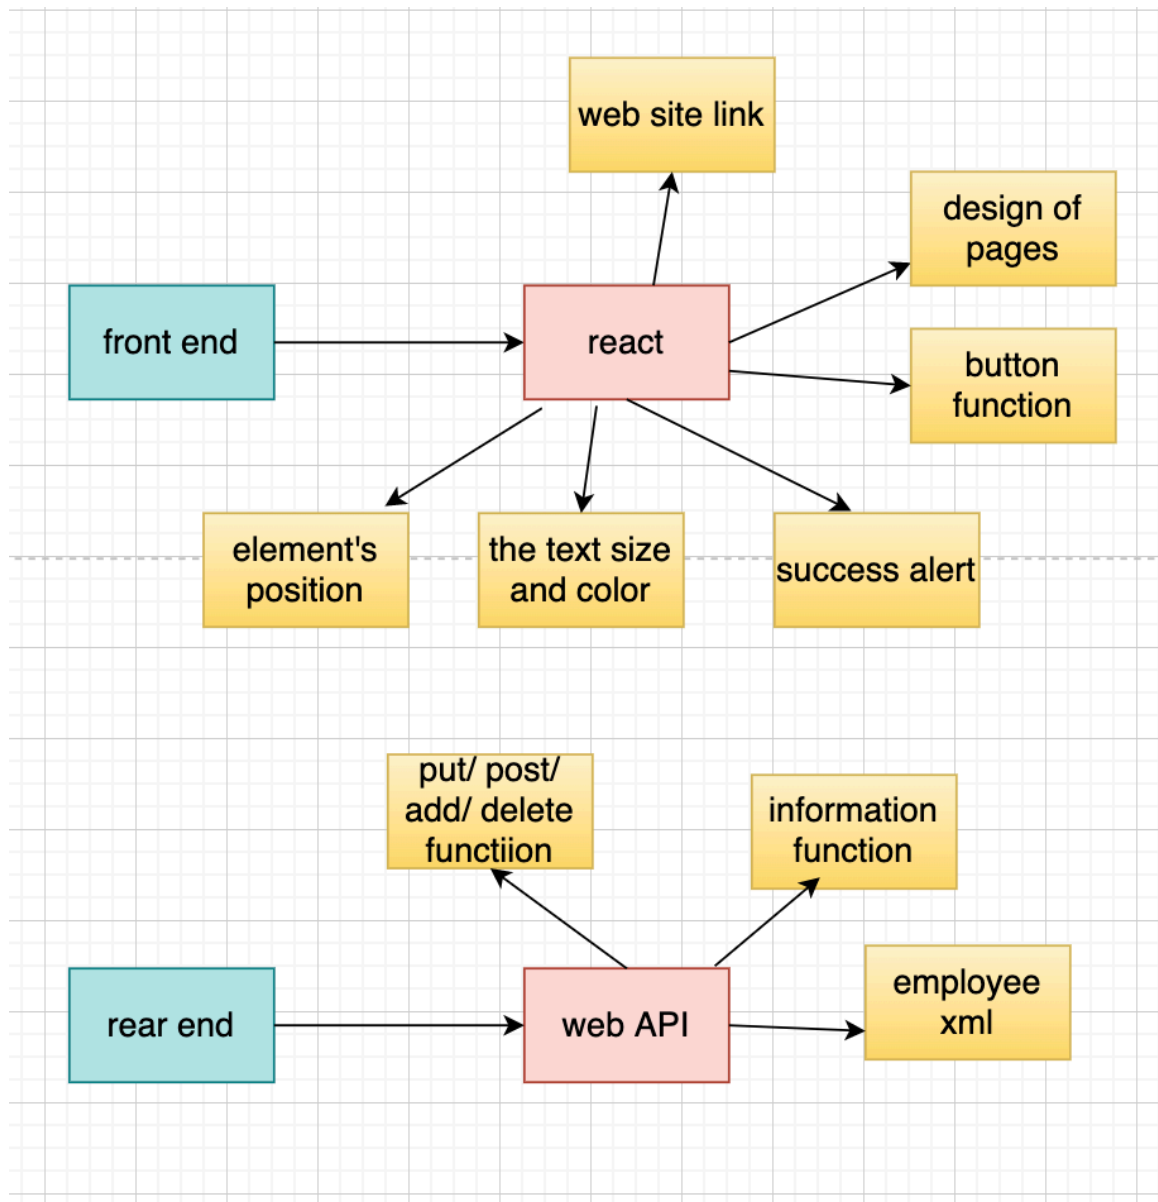 web site link
design of
pages
front end
react
button
function
element's
position
the text size
and color
success alert
put/ post/
add/ delete
functiion
information
function
employee
xml
rear end
web API